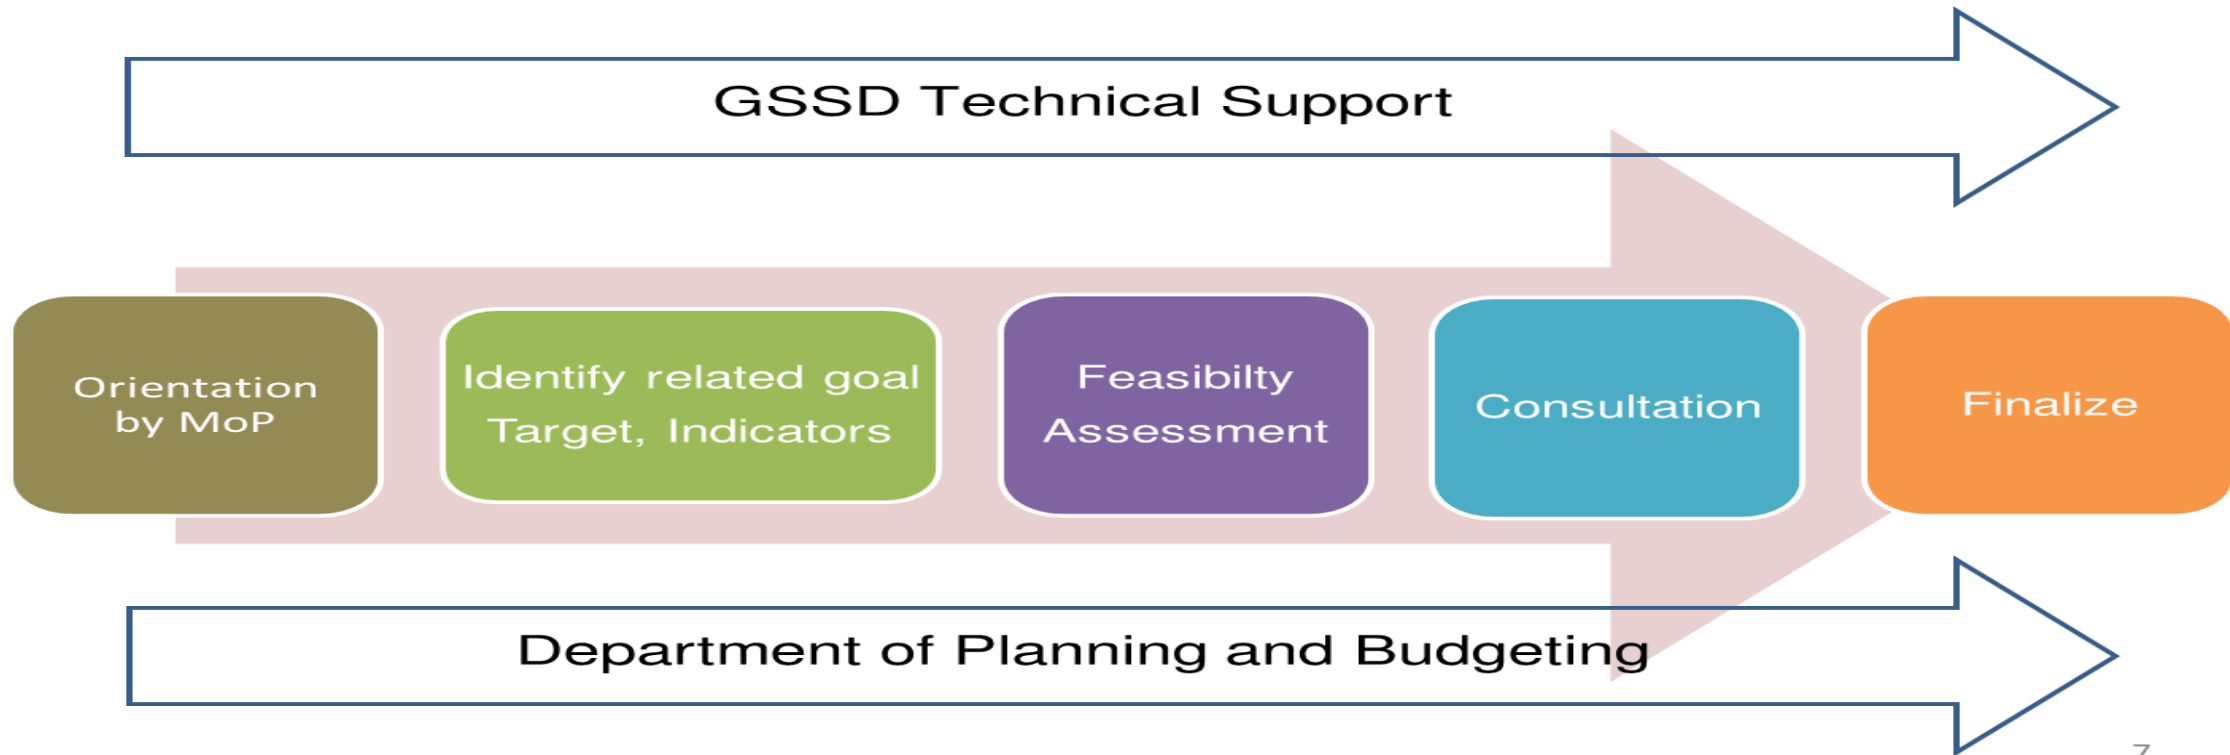 GSSD Technical Support
Orientation
by MoP
Identify related goal
Target, Indicators
Feasibilty
Assessment
Consultation
Finalize
Department of Planning and Budgeting
7